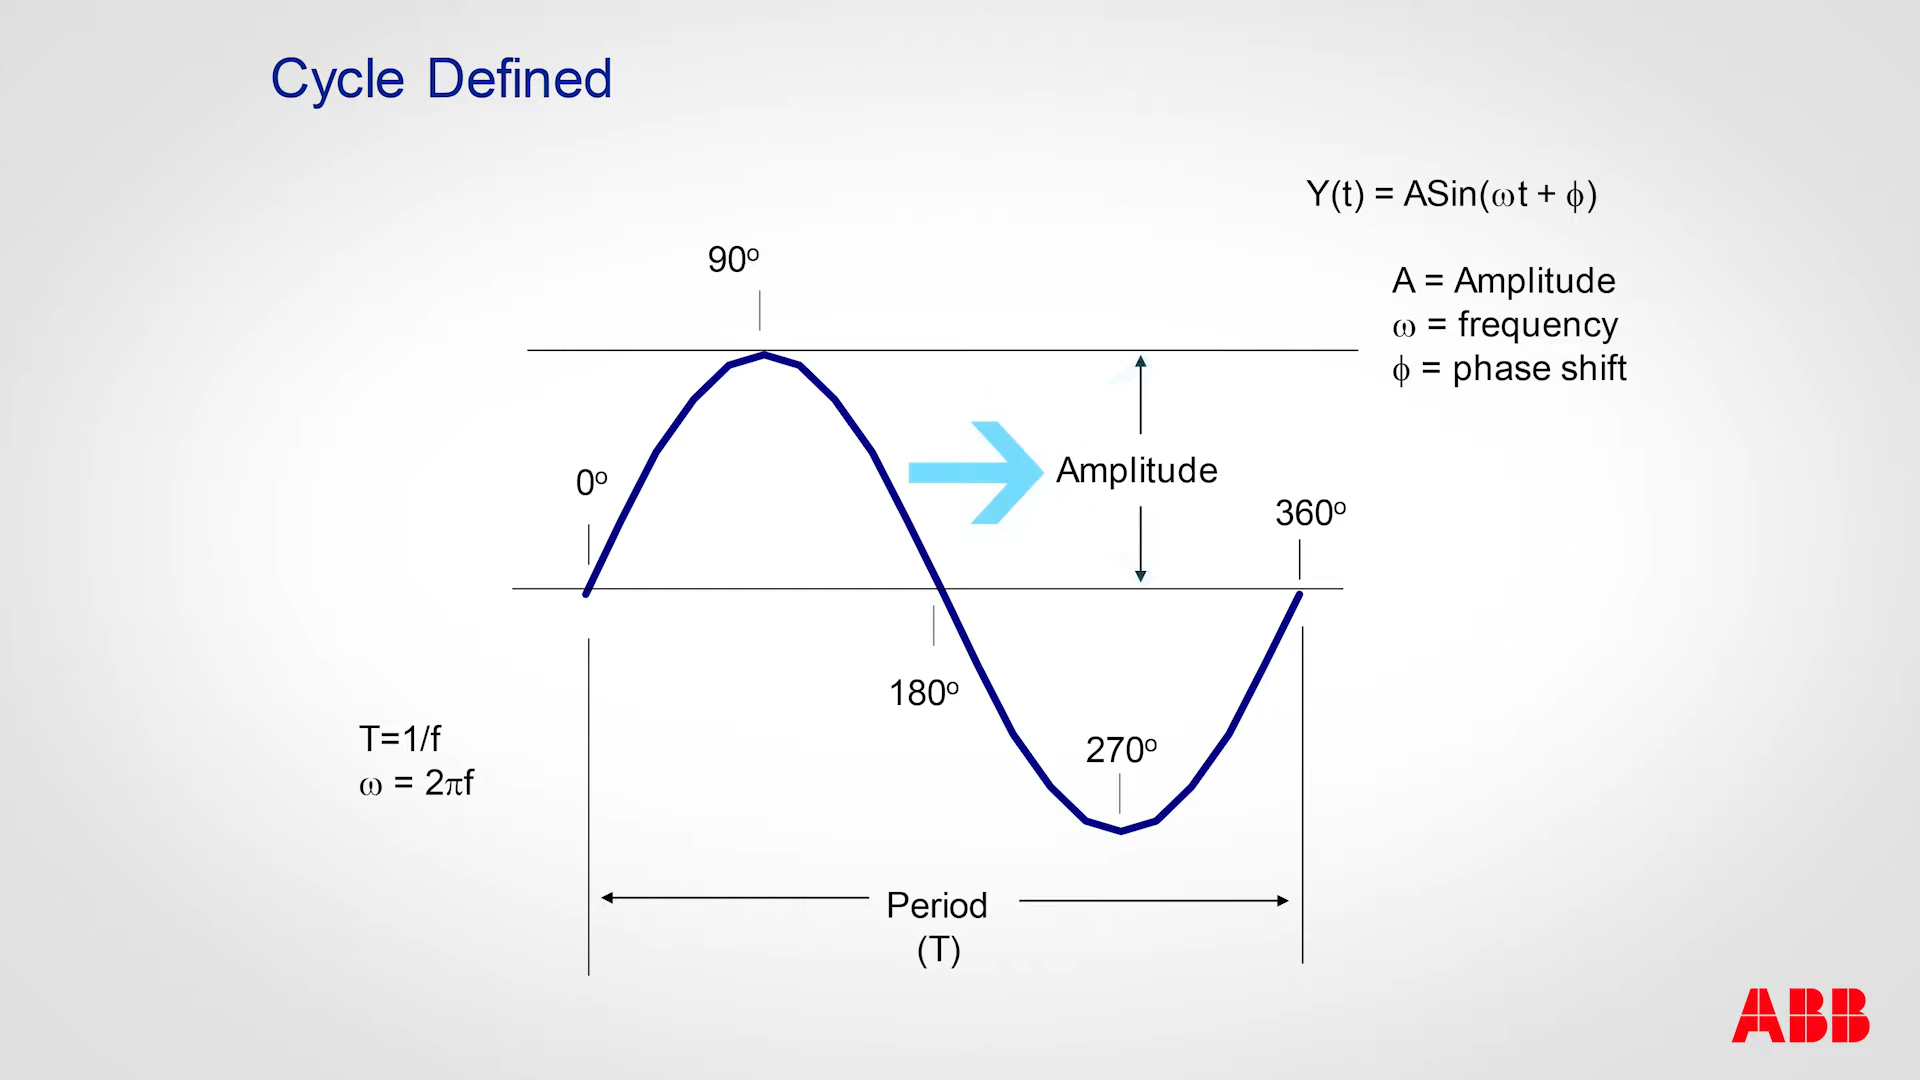 Cycle Defined
Y(t) = ASin(ωt + ϕ)
A = Amplitude
ω = frequency
ϕ = phase shift
90º
0º
Amplitude
360º
180º
270º
T=1/f
ω = 2πf
Period
(T)
ABB